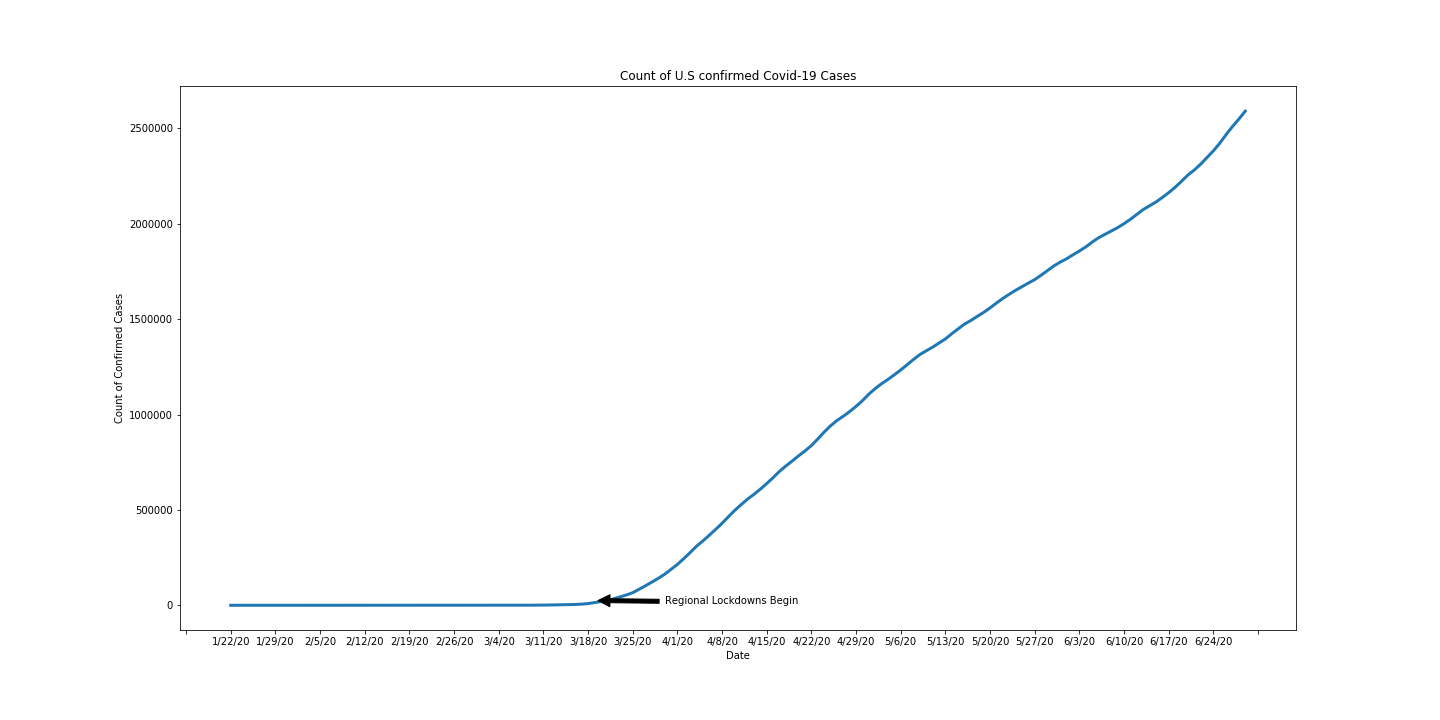 Count of U.S confirmed Covid-19 Cases
Count of Confirmed Cases
2500000
2000000
1500000
1000000
500000
0
Regional Lockdowns Begin
1/22/20 1/29/20 2/5/20 2/12/20 2/19/20 2/26/20 3/4/20 3/11/20 3/18/20 3/25/20 4/1/20 4/8/20 4/15/20 4/22/20 4/29/20 5/6/20 5/13/20 5/20/20 5/27/20 6/3/20 6/10/20 6/17/20 6/24/20
Date